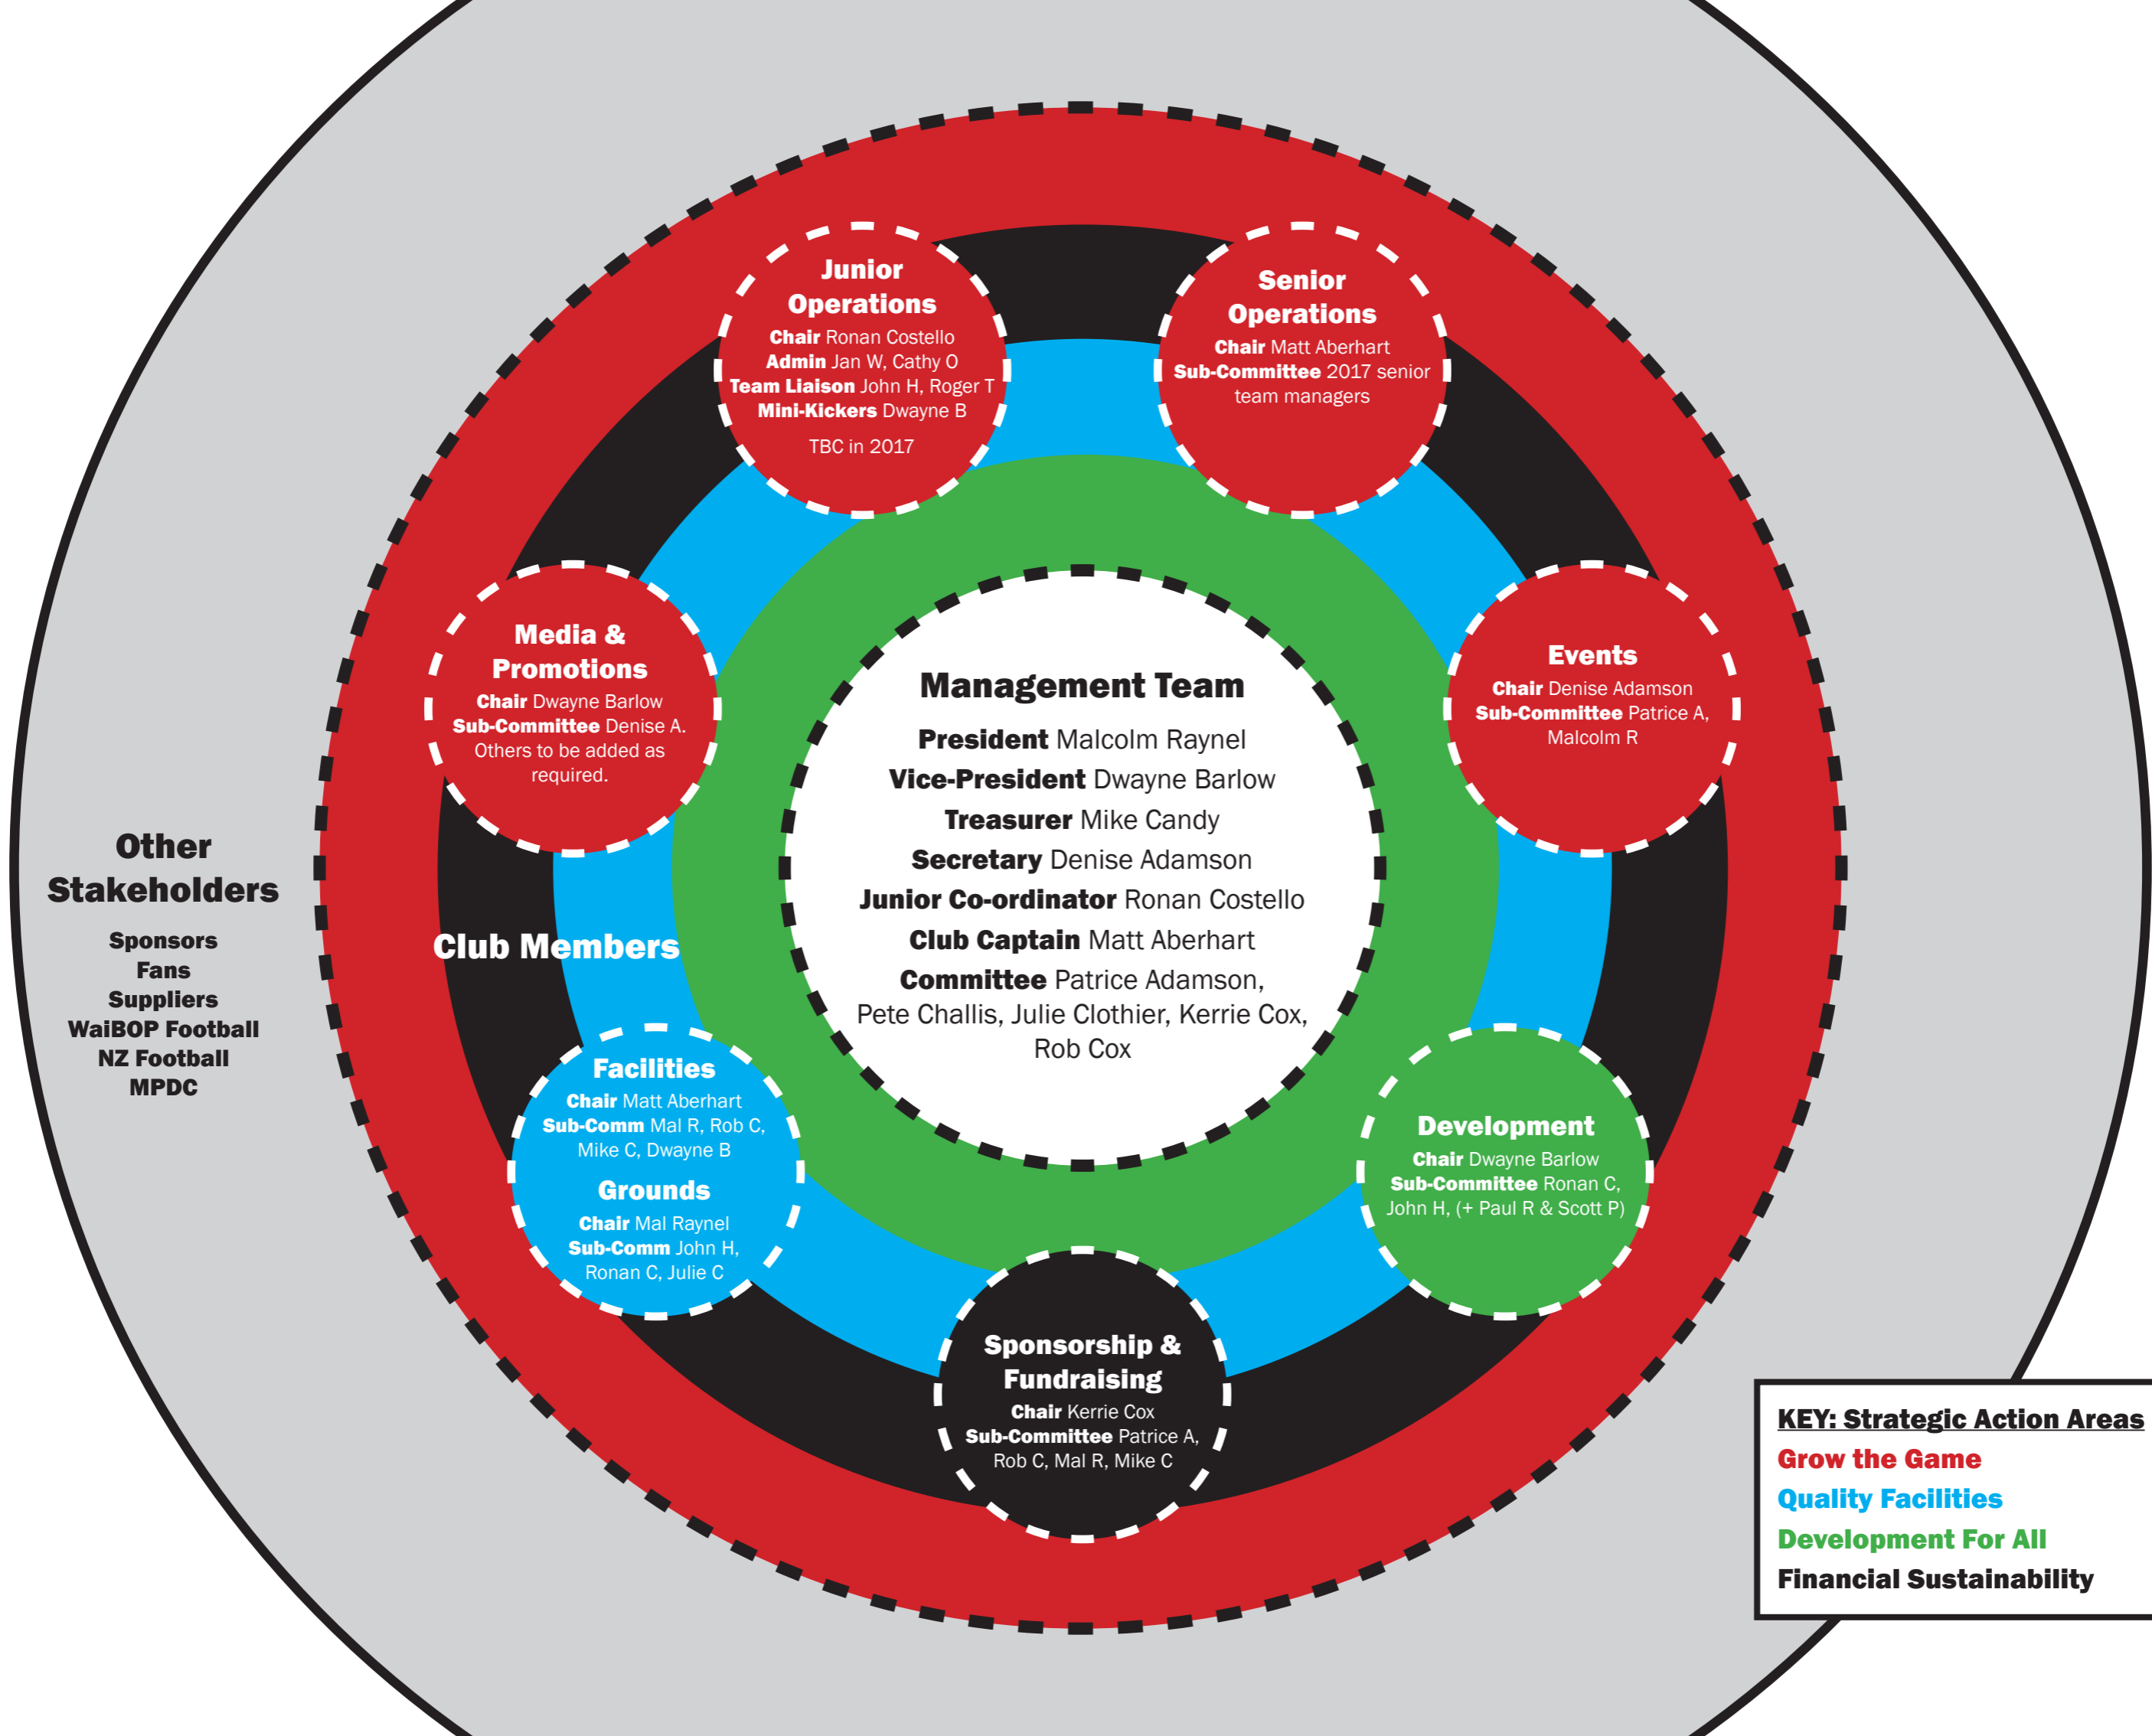 Junior
Operations
Chair Ronan Costello
Admin Jan W, Cathy O
Team Liaison John H, Roger T
Mini-Kickers Dwayne B
TBC in 2017
Senior
Operations
Chair Matt Aberhart
Sub-Committee 2017 senior
team managers
Media &
Promotions
Chair Dwayne Barlow
Sub-Committee Denise A.
Others to be added as
required.
Events
Chair Denise Adamson
Sub-Committee Patrice A,
Malcolm R
Management Team
President Malcolm Raynel
Vice-President Dwayne Barlow
Treasurer Mike Candy
Secretary Denise Adamson
Junior Co-ordinator Ronan Costello
Club Captain Matt Aberhart
Committee Patrice Adamson,
Pete Challis, Julie Clothier, Kerrie Cox,
Rob Cox
Other
Stakeholders
Sponsors
Fans
Suppliers
WaiBOP Football
NZ Football
MPDC
Club Members
Facilities
Chair Matt Aberhart
Sub-Comm Mal R, Rob C,
Mike C, Dwayne B
Grounds
Chair Mal Raynel
Sub-Comm John H,
Ronan C, Julie C
Development
Chair Dwayne Barlow
Sub-Committee Ronan C,
John H, (+ Paul R & Scott P)
Sponsorship &
Fundraising
Chair Kerrie Cox
Sub-Committee Patrice A,
Rob C, Mal R, Mike C
KEY: Strategic Action Areas
Grow the Game
Quality Facilities
Development For All
Financial Sustainability